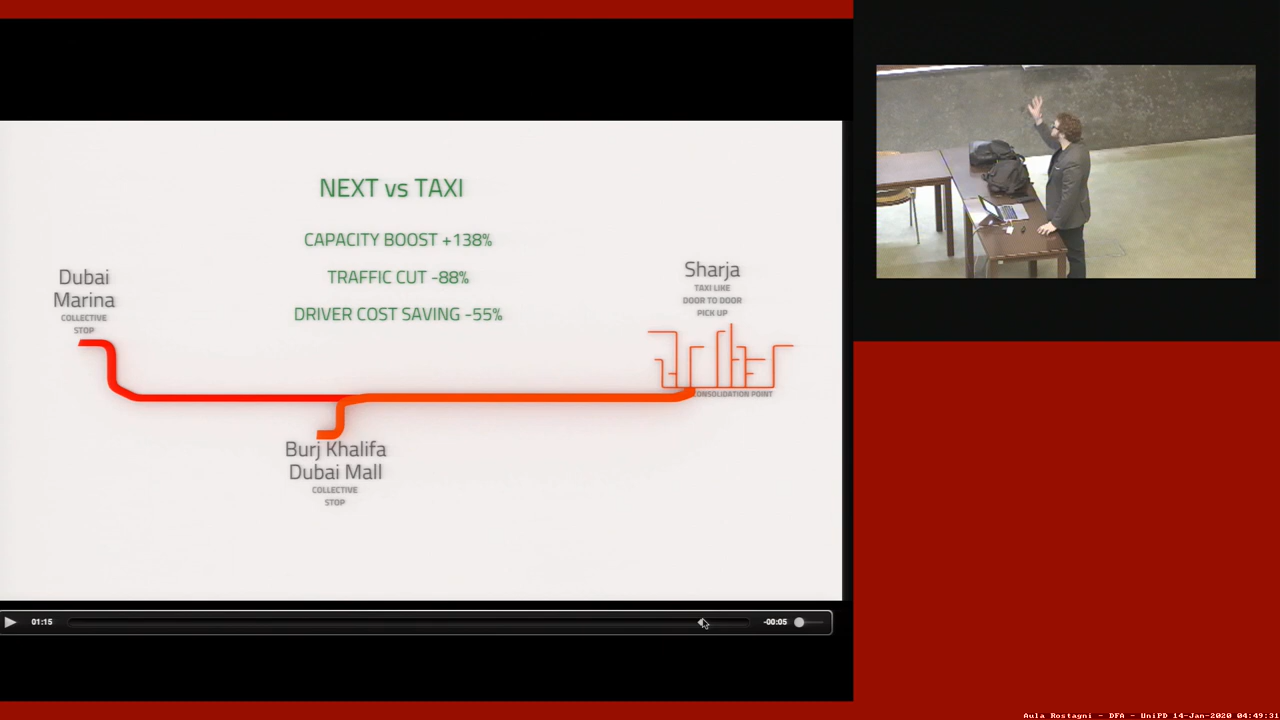 NEXT vs TAXI
CAPACITY BOOST +138%
TRAFFIC CUT -88%
DRIVER COST SAVING -55%
Dubai
Marina
COLLECTIVE
STOP
Sharja
TAXI LIKE
DOOR TO DOOR
PICK UP
CONSOLIDATION POINT
Burj Khalifa
Dubai Mall
COLLECTIVE
STOP
01:15
-00:05
Aula Rostagni - DFA - UniPD 14-Jan-2020 04:49:31